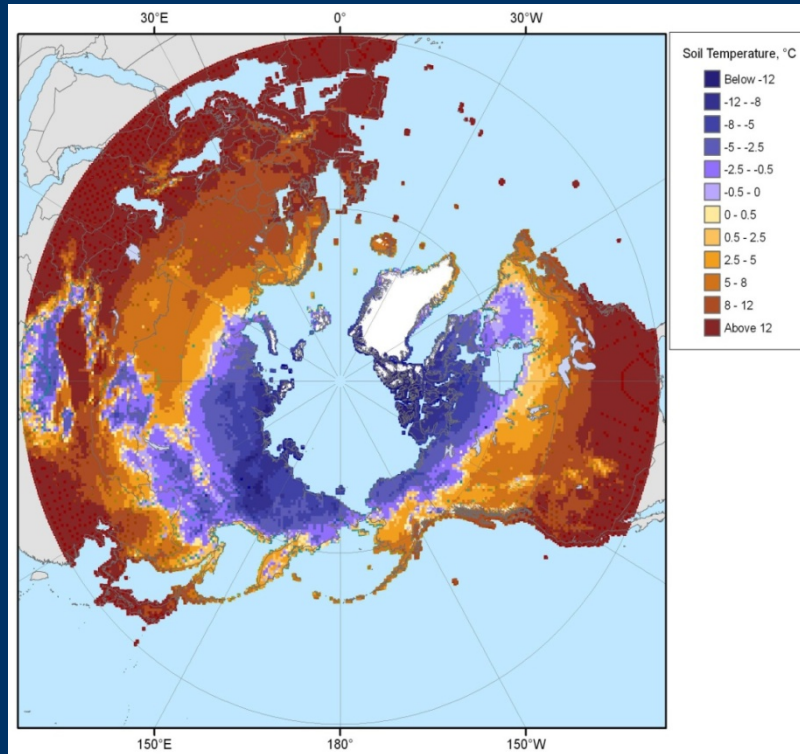 30°E 0° 30°W
Soil Temperature, °C
Below -12
-12 - -8
-8 - -5
-5 - -2.5
-2.5 - -0.5
-0.5 - 0
0 - 0.5
0.5 - 2.5
2.5 - 5
5 - 8
8 - 12
Above 12
150°E 180° 150°W